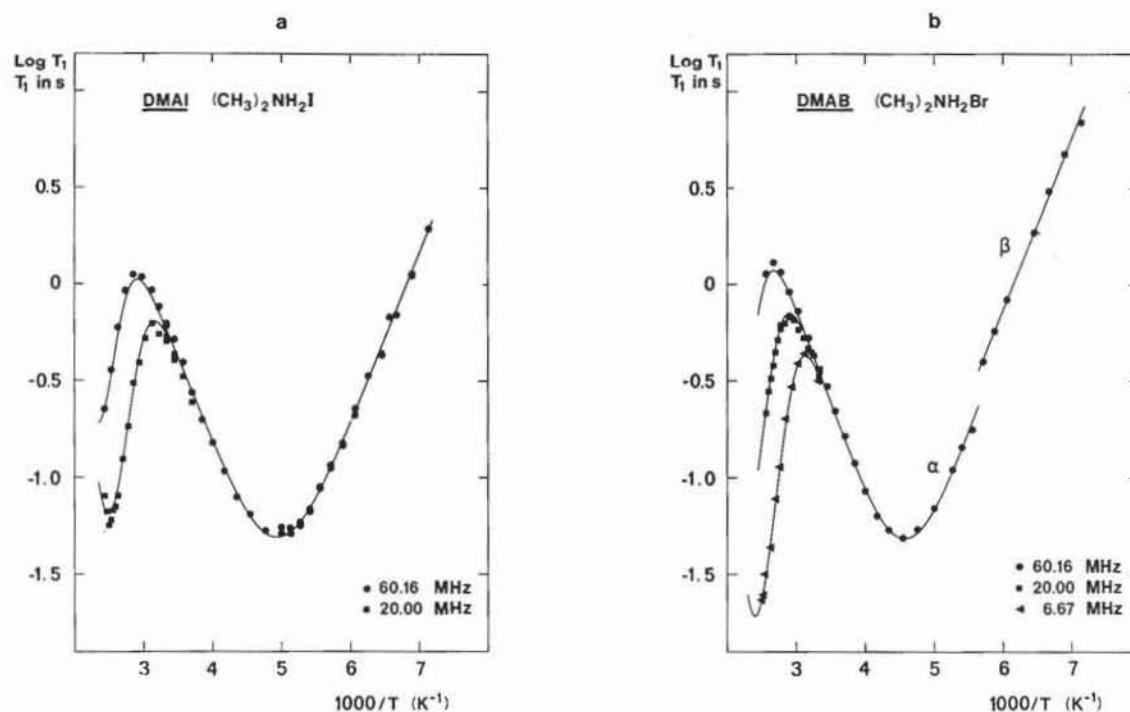 a
Log T₁
T₁ in s
DMAI (CH₃)₂NH₂I
0.5
0
-0.5
-1.0
-1.5
● 60.16 MHz
■ 20.00 MHz
3 4 5 6 7
1000/T (K⁻¹)
b
Log T₁
T₁ in s
DMAB (CH₃)₂NH₂Br
0.5
0
-0.5
-1.0
-1.5
β
α
● 60.16 MHz
■ 20.00 MHz
◀ 6.67 MHz
3 4 5 6 7
1000/T (K⁻¹)